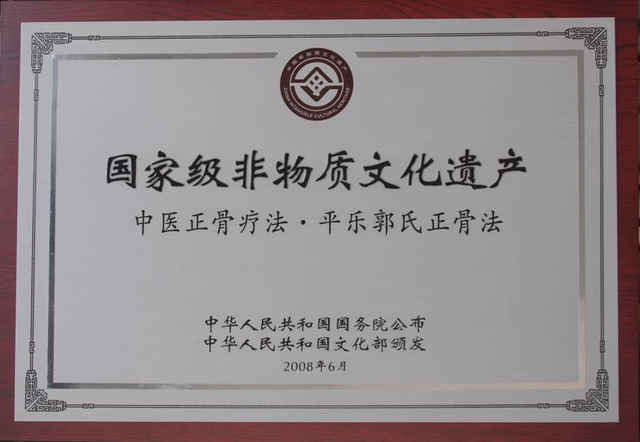 国家级非物质文化遗产
中医正骨疗法·平乐郭氏正骨法
中华人民共和国国务院公布
中华人民共和国文化部颁发
2008年6月